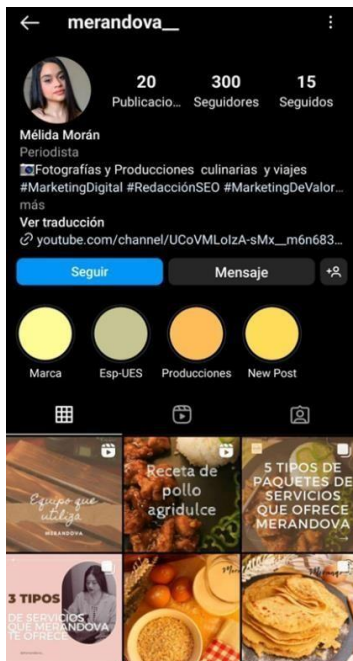 merandova__
20 300 15
Publicacio... Seguidores Seguidos
Mélida Morán
Periodista
Fotografías y Producciones culinarias y viajes
#MarketingDigital #RedacciónSEO #MarketingDeValor...
más
Ver traducción
youtube.com/channel/UCoVMLoIzA-sMx__m6n683...
Seguir Mensaje
Marca Esp-UES Producciones New Post
Equipo que
utiliza
MERANDOVA
Receta de
pollo
agridulce
5 TIPOS DE
PAQUETES DE
SERVICIOS
QUE OFRECE
MERANDOVA
3 TIPOS
DE SERVICIOS
QUE MERANDOVA
TE OFRECE